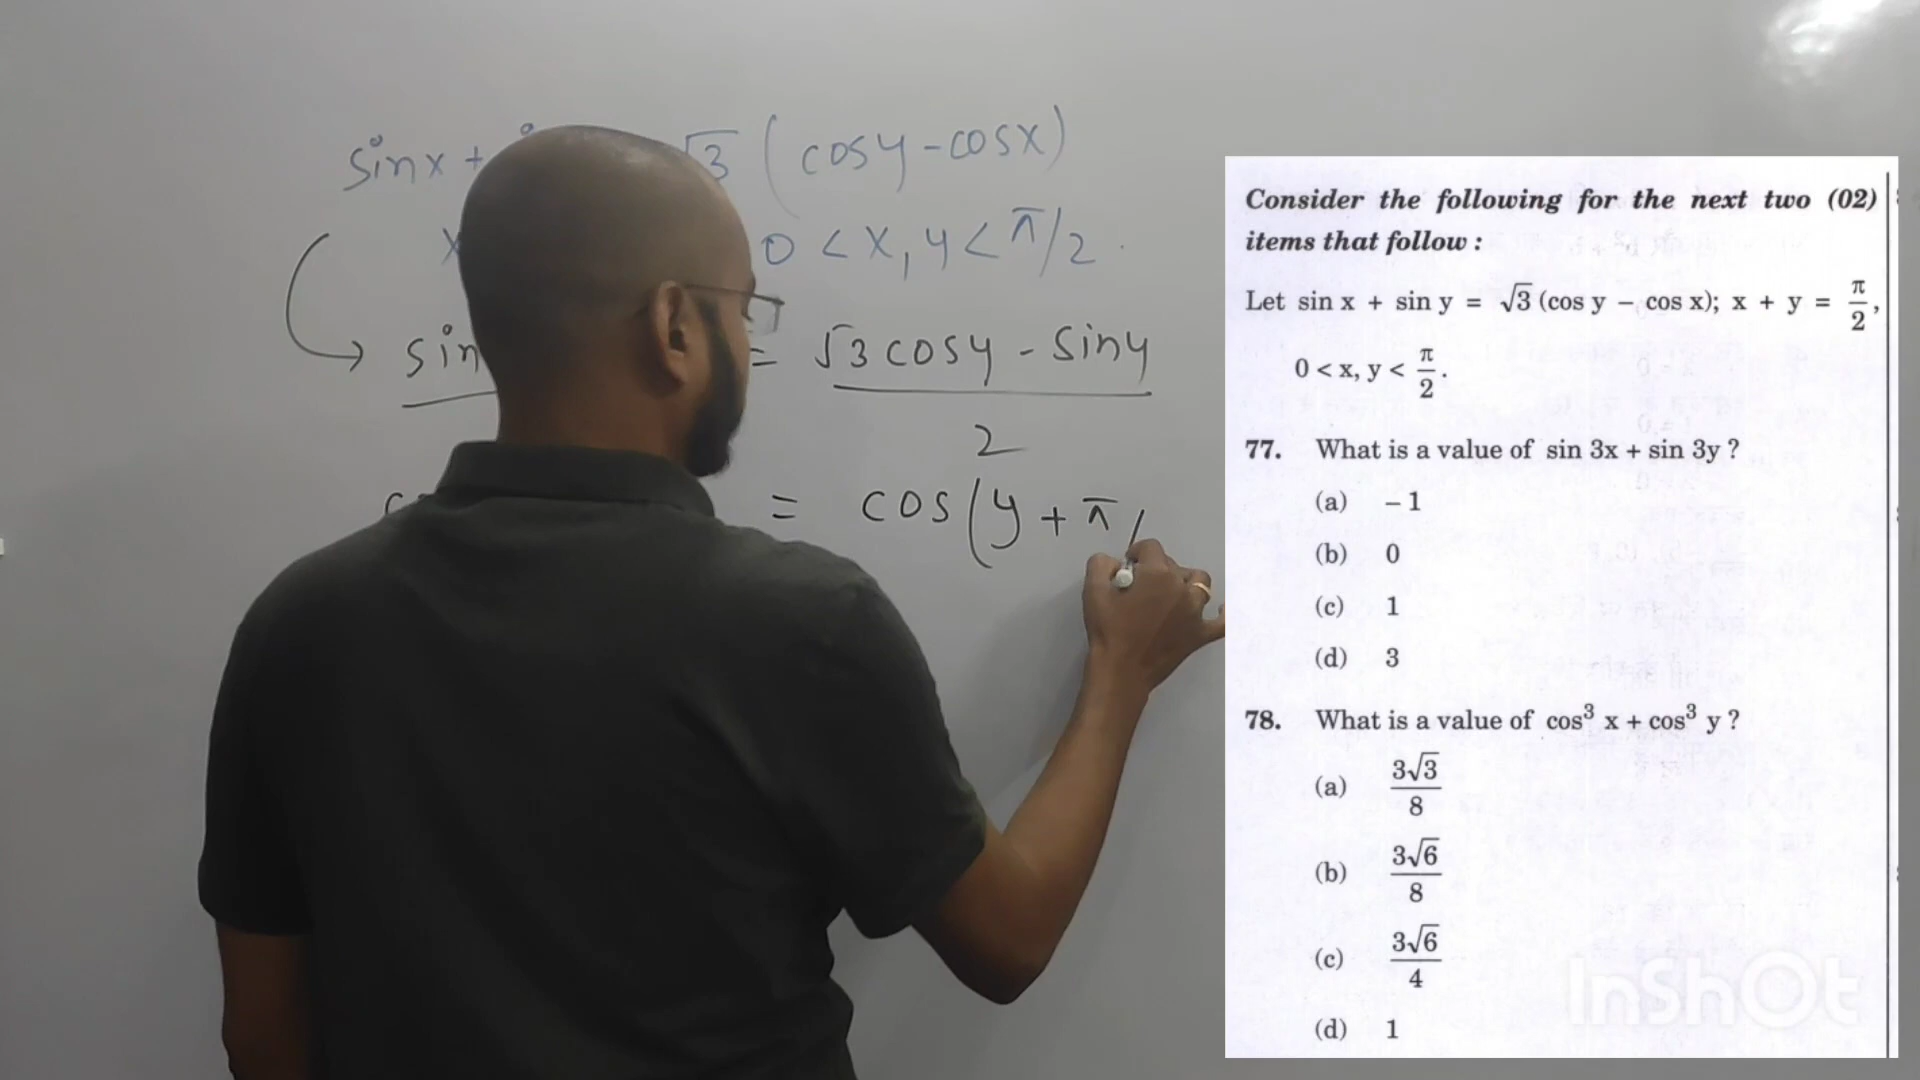 sinx + √3 (cosy-cosx)
0 < x, y < π/2 .
sin = √3 cosy - siny
2
= cos(y + π/
Consider the following for the next two (02)
items that follow :
Let sin x + sin y = √3 (cos y – cos x); x + y = π/2,
0 < x, y < π/2.
77. What is a value of sin 3x + sin 3y ?
(a) – 1
(b) 0
(c) 1
(d) 3
78. What is a value of cos³ x + cos³ y ?
(a) 3√3/8
(b) 3√6/8
(c) 3√6/4
(d) 1
InShOt